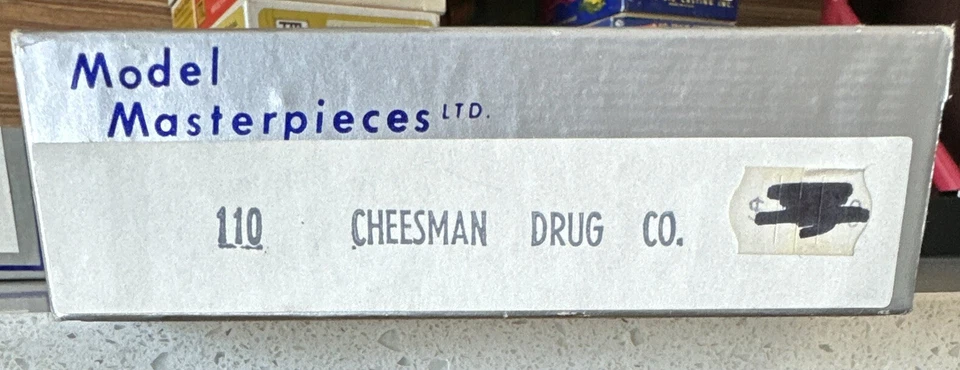 Model
Masterpieces LTD.
110 CHEESMAN DRUG CO.